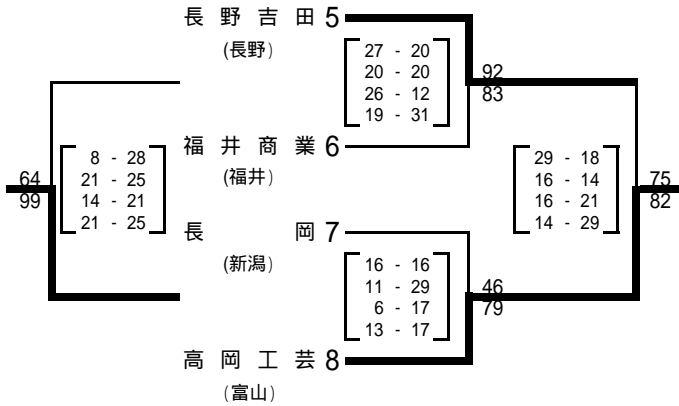 長野吉田 5
(長野)
27 - 20
20 - 20
26 - 12
19 - 31
92
83
福井商業 6
(福井)
8 - 28
21 - 25
14 - 21
21 - 25
64
99
29 - 18
16 - 14
16 - 21
14 - 29
75
82
長岡 7
(新潟)
16 - 16
11 - 29
6 - 17
13 - 17
46
79
高岡工芸 8
(富山)